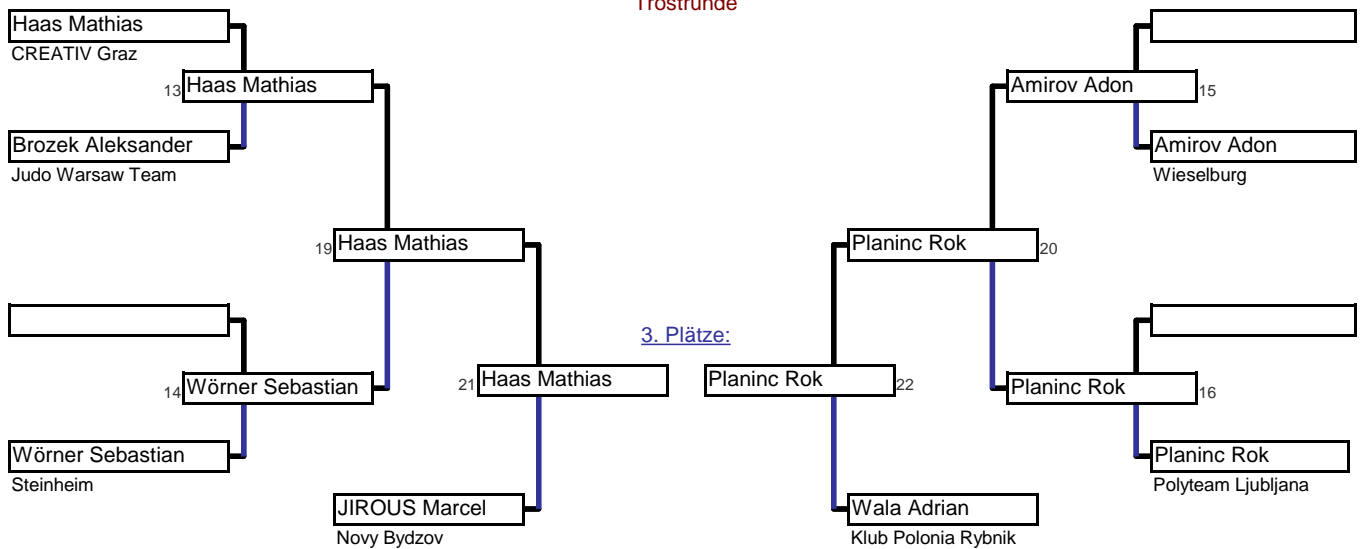 Trostrunde
Haas Mathias
CREATIV Graz
13 Haas Mathias
Amirov Adon 15
Brozek Aleksander
Judo Warsaw Team
Amirov Adon
Wieselburg
19 Haas Mathias
Planinc Rok 20
3. Plätze:
14 Wörner Sebastian
21 Haas Mathias
Planinc Rok 22
Planinc Rok 16
Wörner Sebastian
Steinheim
Planinc Rok
Polyteam Ljubljana
JIROUS Marcel
Novy Bydzov
Wala Adrian
Klub Polonia Rybnik